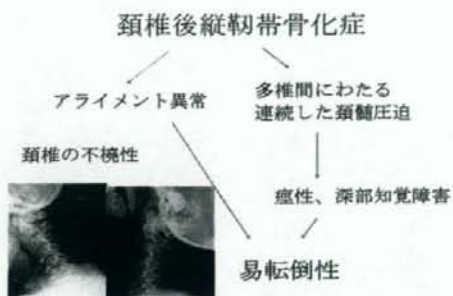 頚椎後縦靭帯骨化症
アライメント異常
多椎間にわたる
連続した頚髄圧迫
頚椎の不橈性
痙性、深部知覚障害
易転倒性